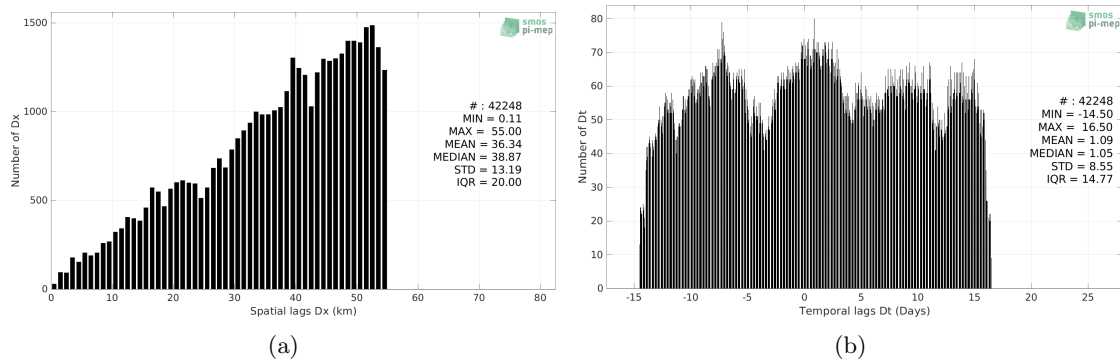 smos
pi-mep
1500
1000
500
0
Number of Dx
# : 42248
MIN = 0.11
MAX = 55.00
MEAN = 36.34
MEDIAN = 38.87
STD = 13.19
IQR = 20.00
0 10 20 30 40 50 60 70 80
Spatial lags Dx (km)
(a)
smos
pi-mep
80
70
60
50
40
30
20
10
0
Number of Dt
# : 42248
MIN = -14.50
MAX = 16.50
MEAN = 1.09
MEDIAN = 1.05
STD = 8.55
IQR = 14.77
-15 -10 -5 0 5 10 15 20 25
Temporal lags Dt (Days)
(b)